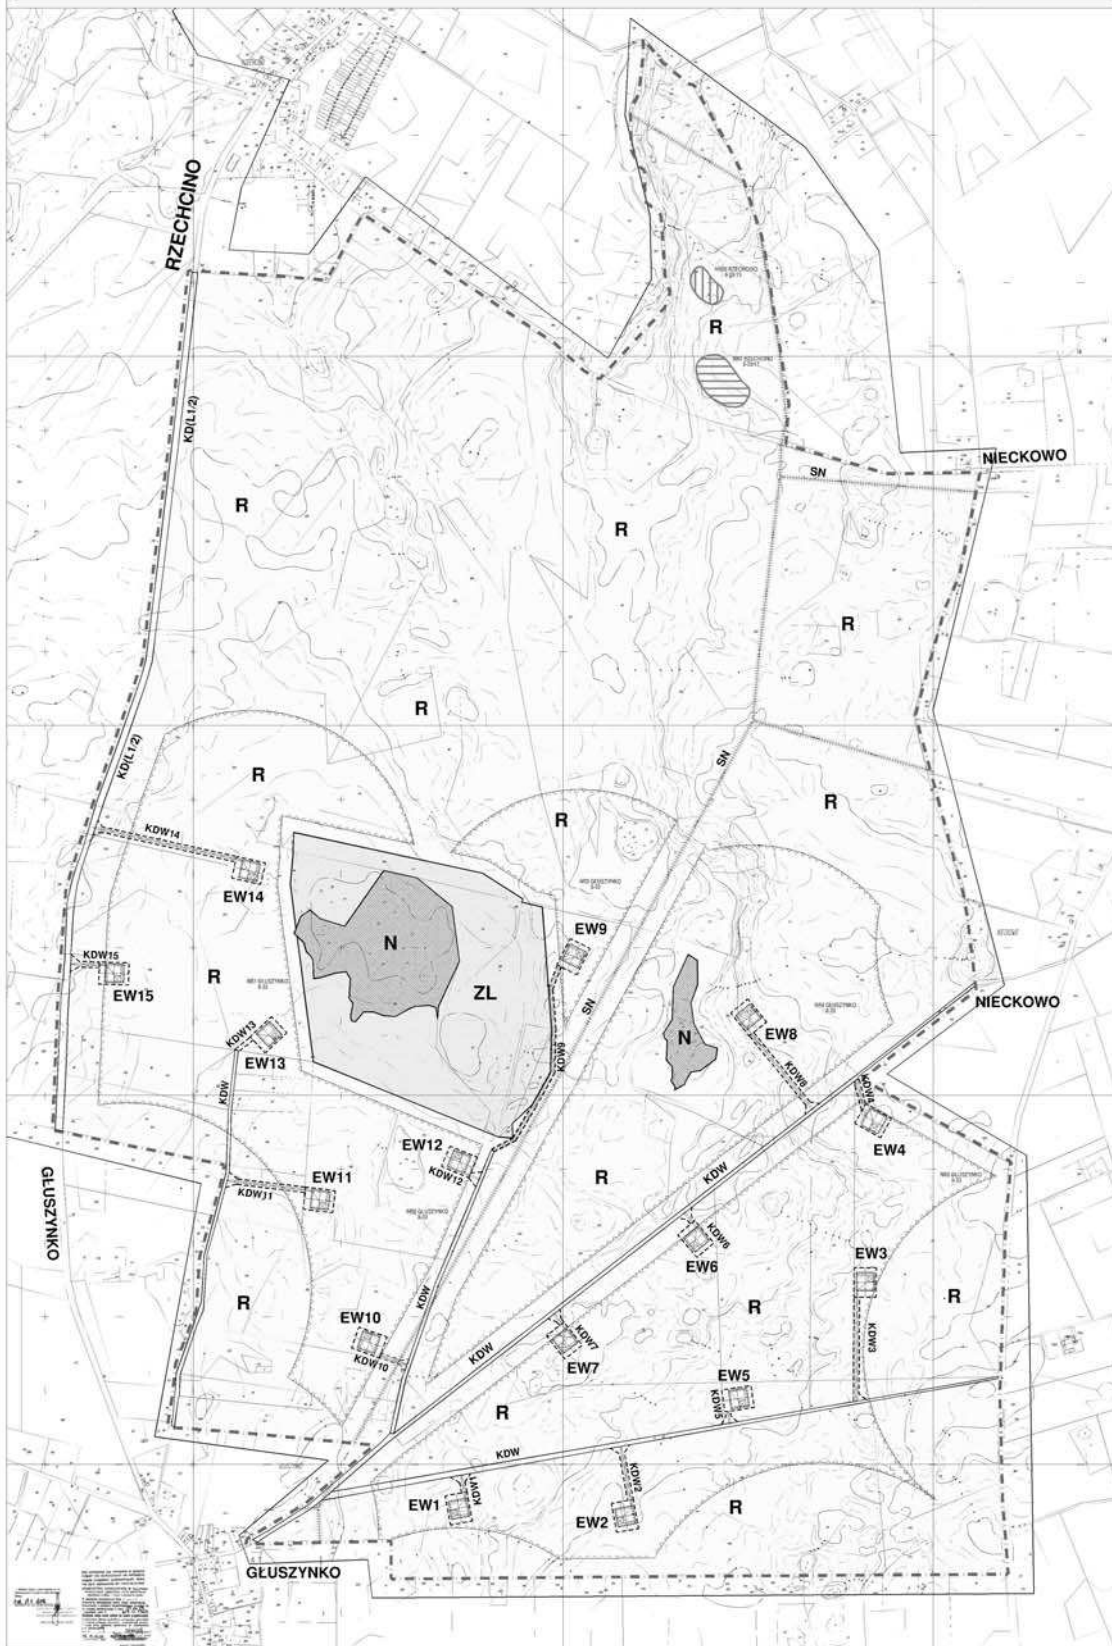 RZECHCINO
R
KD(L1/2)
NIECKOWO
SN
R
R
R
R
KD(L1/2)
SN
R
R
R
KDW14
EW14
EW9
N
KDW15
EW15
R
ZL
SN
NIECKOWO
EW8
KDW13
EW13
N
KDW9
KDW8
KDW4
EW4
KDW
EW12
KDW12
GŁUSZYNKO
KDW11
EW11
R
KDW
KDW6
EW6
EW3
R
KDW
R
R
EW10
KDW10
KDW7
EW7
KDW
KDW3
EW5
KDW5
R
KDW
EW1
KDW1
KDW2
EW2
R
GŁUSZYNKO